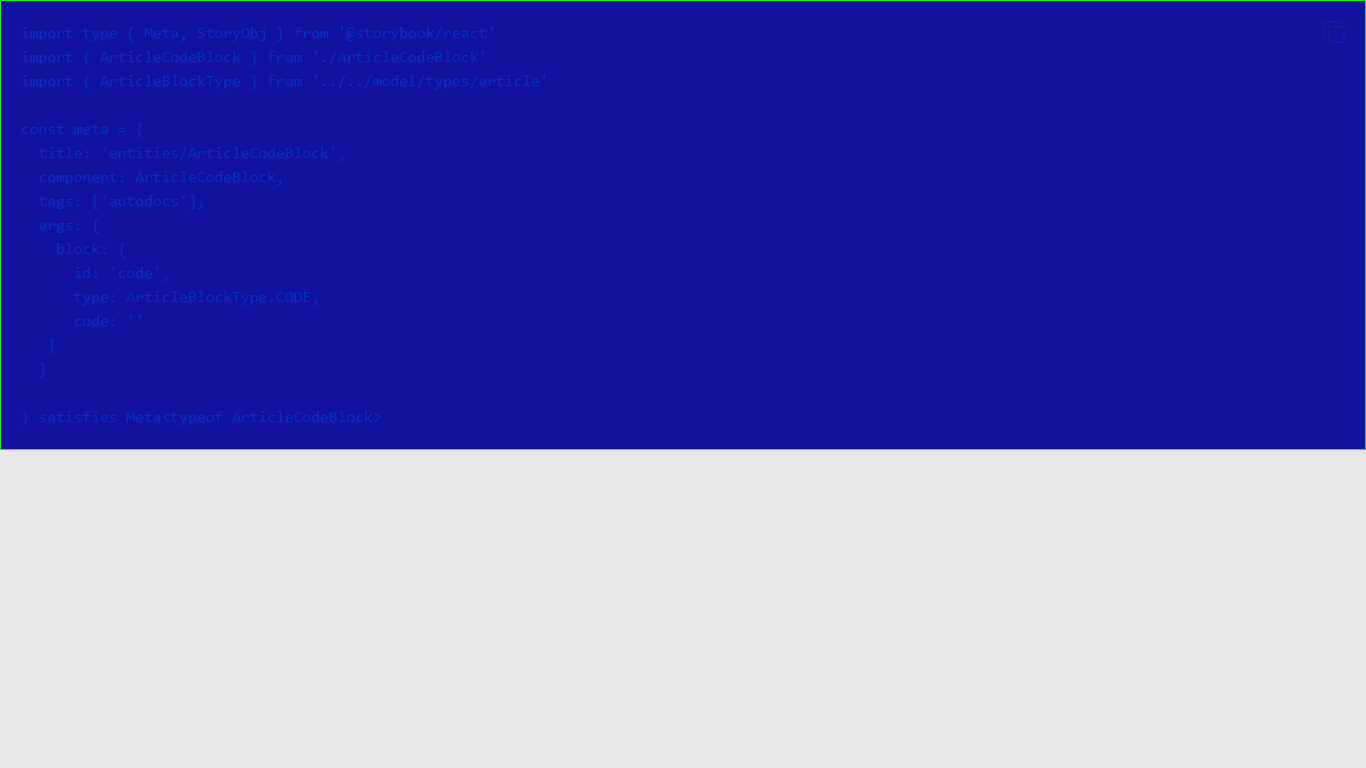 import type { Meta, StoryObj } from '@storybook/react'
import { ArticleCodeBlock } from './ArticleCodeBlock'
import { ArticleBlockType } from '../../model/types/article'

const meta = {
  title: 'entities/ArticleCodeBlock',
  component: ArticleCodeBlock,
  tags: ['autodocs'],
  args: {
    block: {
      id: 'code',
      type: ArticleBlockType.CODE,
      code: ''
   }
  }

} satisfies Meta<typeof ArticleCodeBlock>